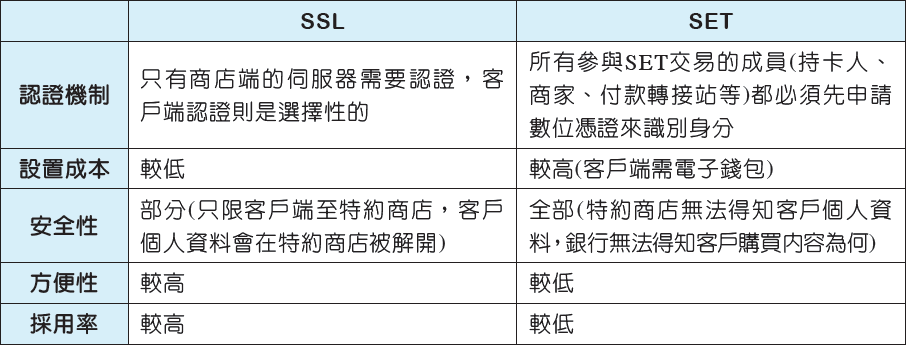 SSL
SET
認證機制
只有商店端的伺服器需要認證，客
戶端認證則是選擇性的
所有參與SET交易的成員(持卡人、
商家、付款轉接站等)都必須先申請
數位憑證來識別身分
設置成本
較低
較高(客戶端需電子錢包)
安全性
部分(只限客戶端至特約商店，客戶
個人資料會在特約商店被解開)
全部(特約商店無法得知客戶個人資
料，銀行無法得知客戶購買內容為何)
方便性
較高
較低
採用率
較高
較低